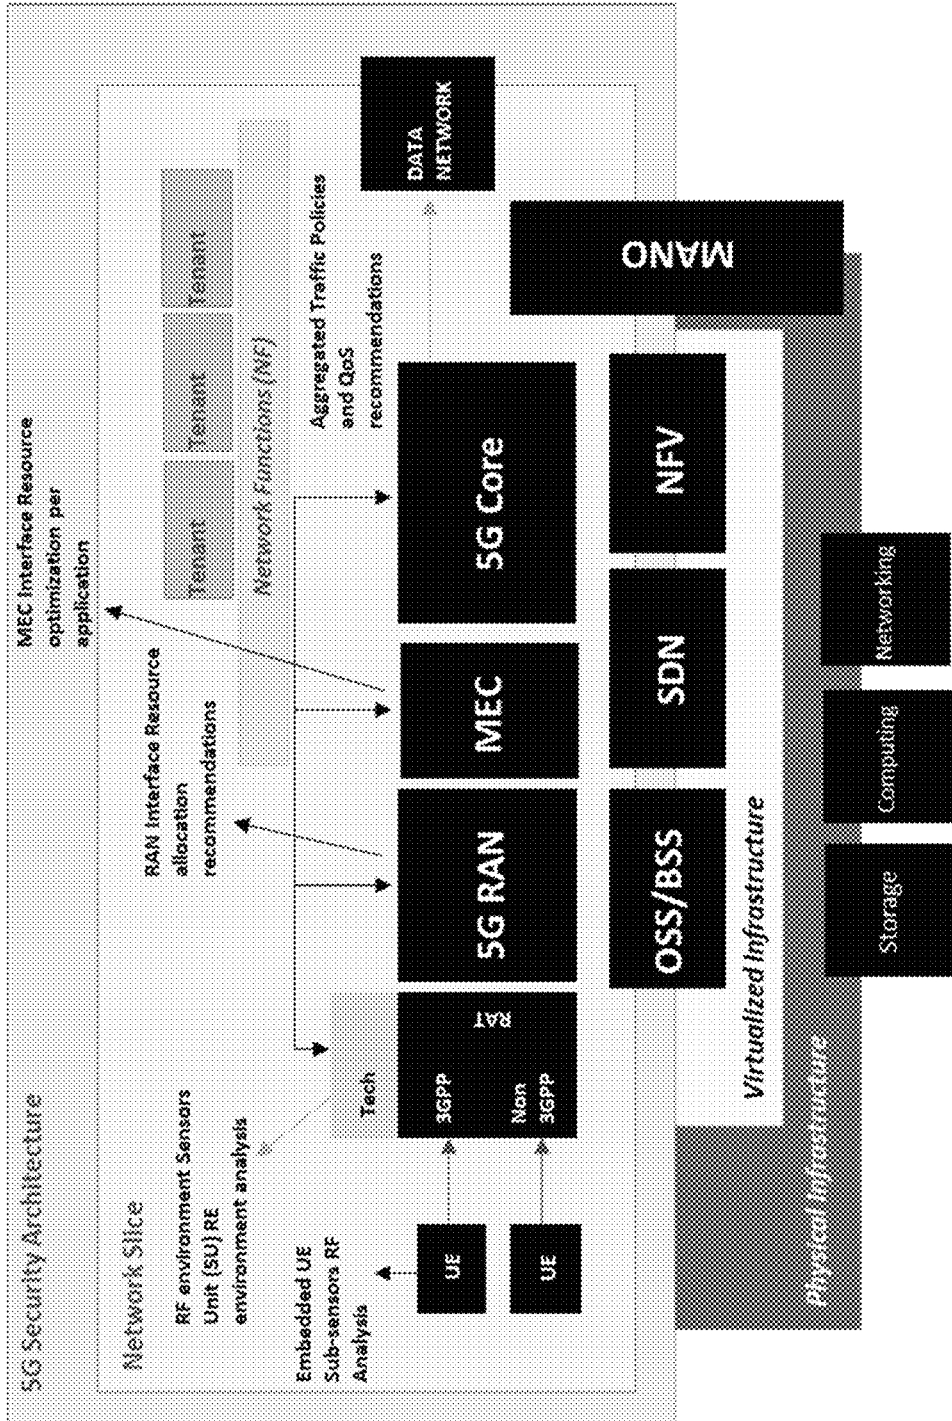 5G Security Architecture
MEC Interface Resource
optimization per
application
Network Slice
RF environment Sensors
Unit (SU) RE
environment analysis
RAN Interface Resource
allocation
recommendations
Tenant
Tenant
Tenant
Network Functions (NF)
Embedded UE
Sub-sensors RF
Analysis
Aggregated Traffic Policies
and QoS
recommendations
Tech
UE
UE
3GPP
Non
3GPP
RAT
5G RAN
MEC
5G Core
DATA
NETWORK
OSS/BSS
SDN
NFV
MANO
Virtualized Infrastructure
Physical Infrastructure
Storage
Computing
Networking